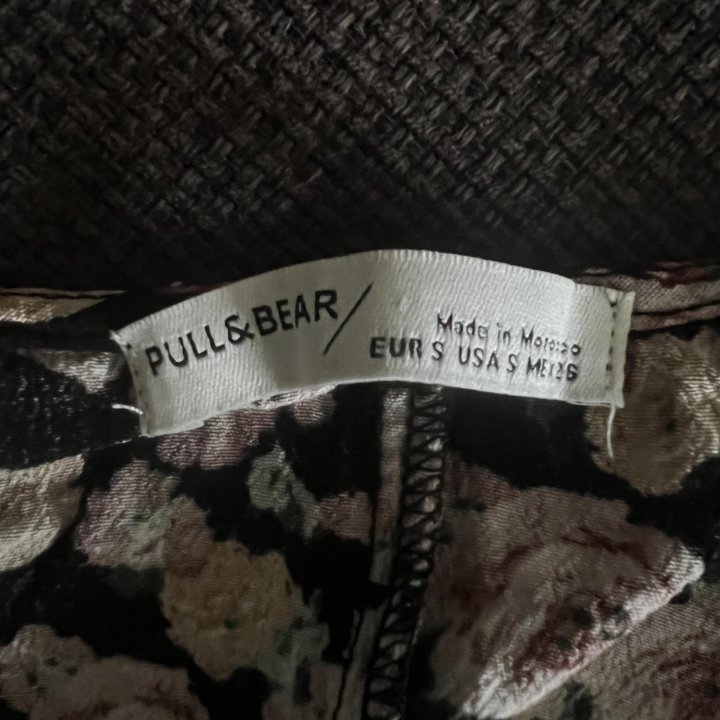 PULL&BEAR /
Made in Morocco
EUR S USA S MEX 26